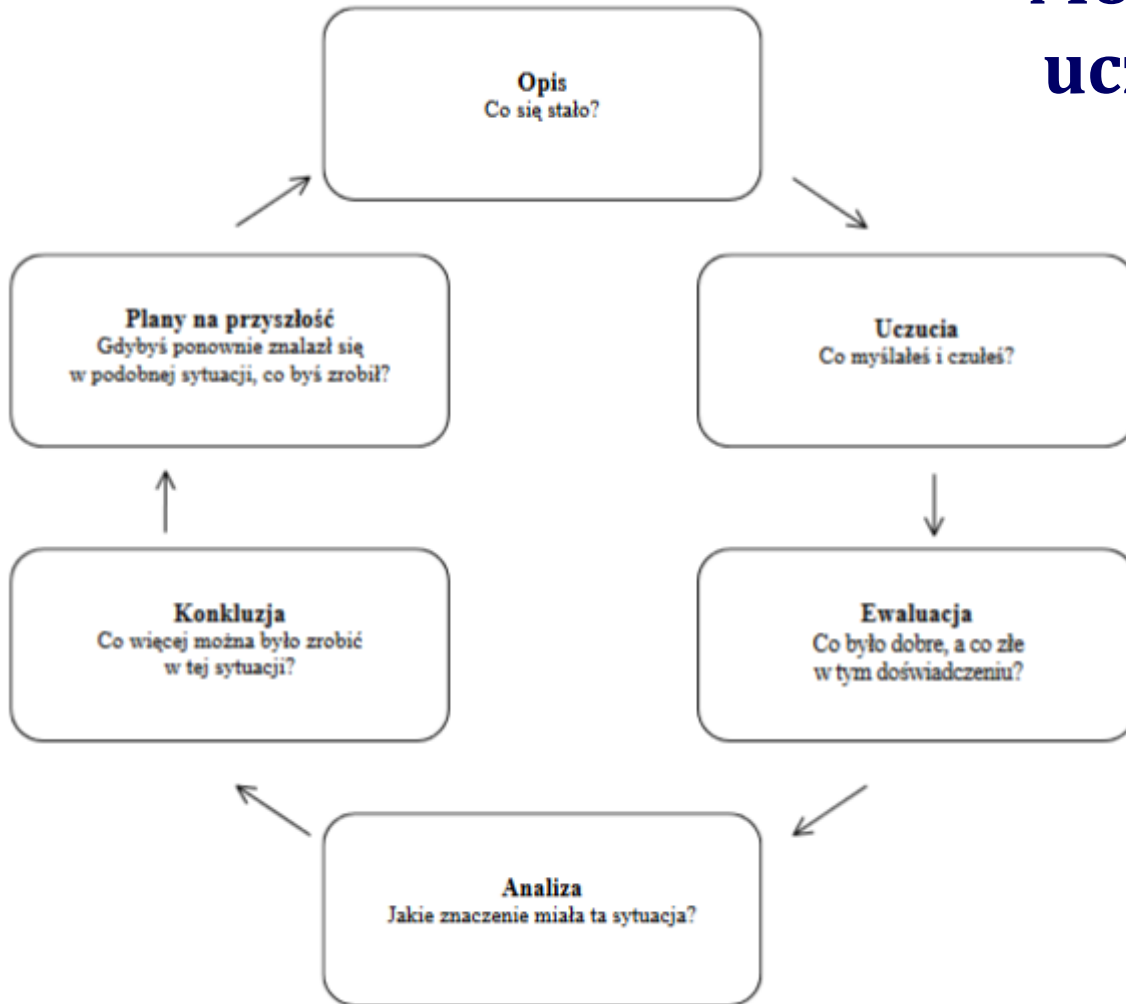 Opis
Co się stało?
Uczucia
Co myślałeś i czułeś?
Ewaluacja
Co było dobre, a co złe
w tym doświadczeniu?
Analiza
Jakie znaczenie miała ta sytuacja?
Konkluzja
Co więcej można było zrobić
w tej sytuacji?
Plany na przyszłość
Gdybyś ponownie znalazł się
w podobnej sytuacji, co byś zrobił?